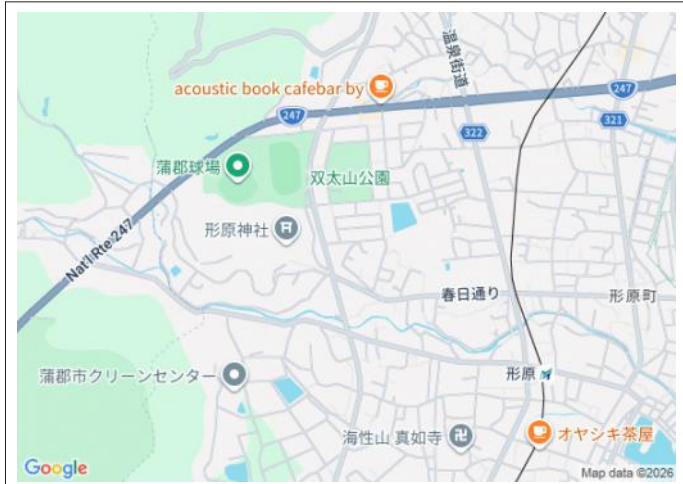 温泉街道
acoustic book cafebar by
247
247
322
321
蒲郡球場
双太山公園
形原神社
Nat'l Rte 247
春日通り
形原町
蒲郡市クリーンセンター
形原
海性山 真如寺
オヤシキ茶屋
Google
Map data ©2026